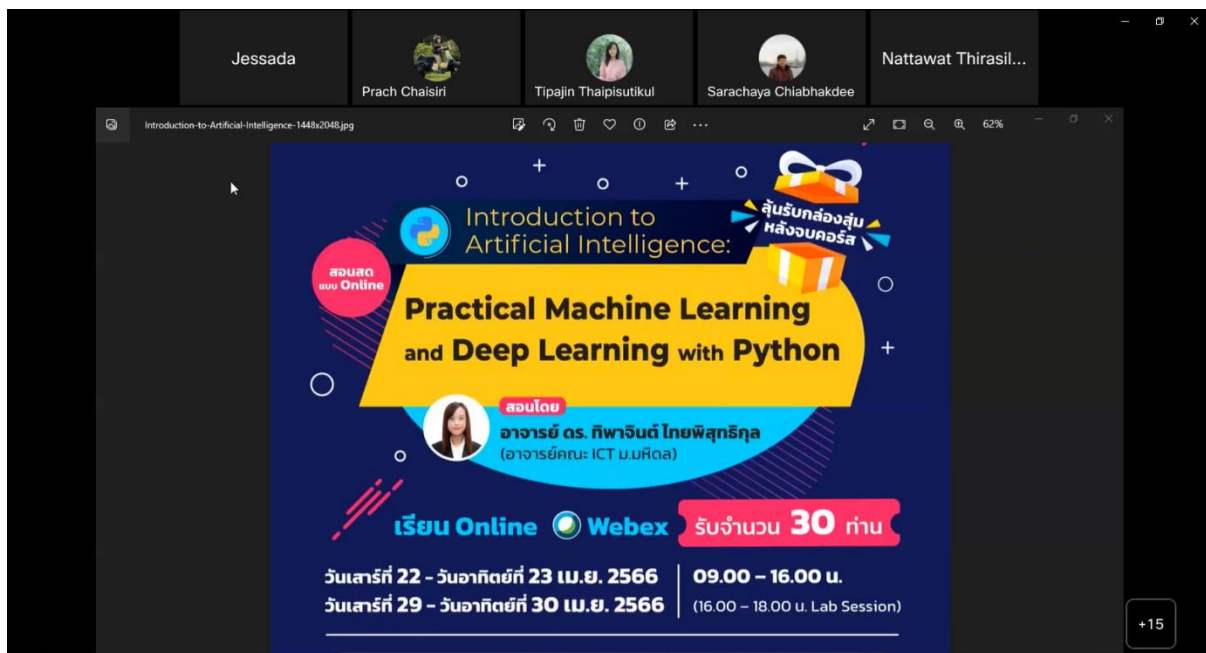 Jessada
Prach Chaisiri
Tipajin Thaipisutikul
Sarachaya Chiabhakdee
Nattawat Thirasil...
Introduction-to-Artificial-Intelligence-1448x2048.jpg
62%
Introduction to
Artificial Intelligence:
ลุ้นรับกล่องสุ่ม
หลังจบคอร์ส
สอนสด
แบบ Online
Practical Machine Learning
and Deep Learning with Python
สอนโดย
อาจารย์ ดร. ทิพาจินต์ ไทยพิสุทธิกุล
(อาจารย์คณะ ICT ม.มหิดล)
เรียน Online Webex รับจำนวน 30 ท่าน
วันเสาร์ที่ 22 - วันอาทิตย์ที่ 23 เม.ย. 2566 09.00 – 16.00 น.
วันเสาร์ที่ 29 - วันอาทิตย์ที่ 30 เม.ย. 2566 (16.00 – 18.00 น. Lab Session)
+15